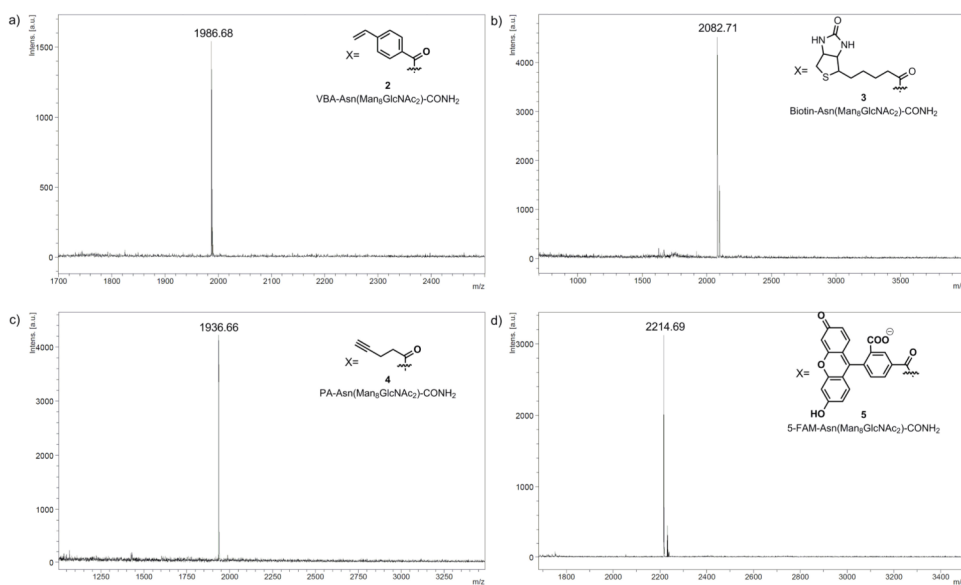 a)
Intens. [a.u.]
1986.68
X=
O
2
VBA-Asn(Man₈GlcNAc₂)-CONH₂
1500
1000
500
0
1700
1800
1900
2000
2100
2200
2300
2400
m/z
b)
Intens. [a.u.]
2082.71
O
HN
NH
X=
S
O
3
Biotin-Asn(Man₈GlcNAc₂)-CONH₂
4000
3000
2000
1000
0
1000
1500
2000
2500
3000
3500
m/z
c)
Intens. [a.u.]
1936.66
X=
O
4
PA-Asn(Man₈GlcNAc₂)-CONH₂
4000
3000
2000
1000
0
1250
1500
1750
2000
2250
2500
2750
3000
3250
m/z
d)
Intens. [a.u.]
2214.69
O
COO⊖
O
O
X=
HO
5
5-FAM-Asn(Man₈GlcNAc₂)-CONH₂
3000
2000
1000
0
1800
2000
2200
2400
2600
2800
3000
3200
3400
m/z